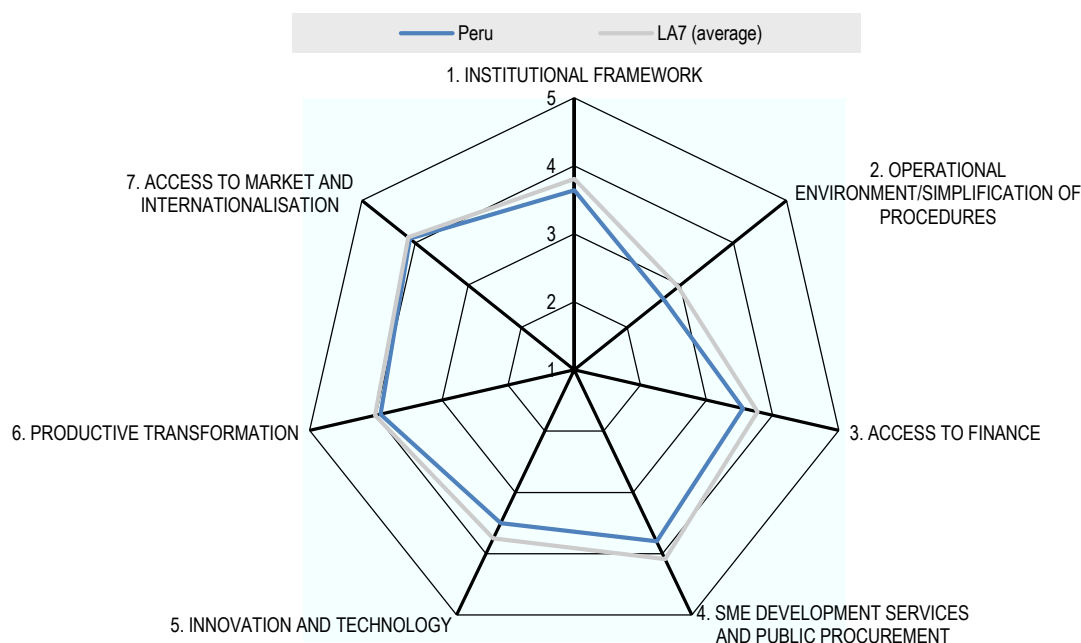 Peru
LA7 (average)
1. INSTITUTIONAL FRAMEWORK
5
4
3
2
1
2. OPERATIONAL
ENVIRONMENT/SIMPLIFICATION OF
PROCEDURES
3. ACCESS TO FINANCE
4. SME DEVELOPMENT SERVICES
AND PUBLIC PROCUREMENT
5. INNOVATION AND TECHNOLOGY
6. PRODUCTIVE TRANSFORMATION
7. ACCESS TO MARKET AND
INTERNATIONALISATION